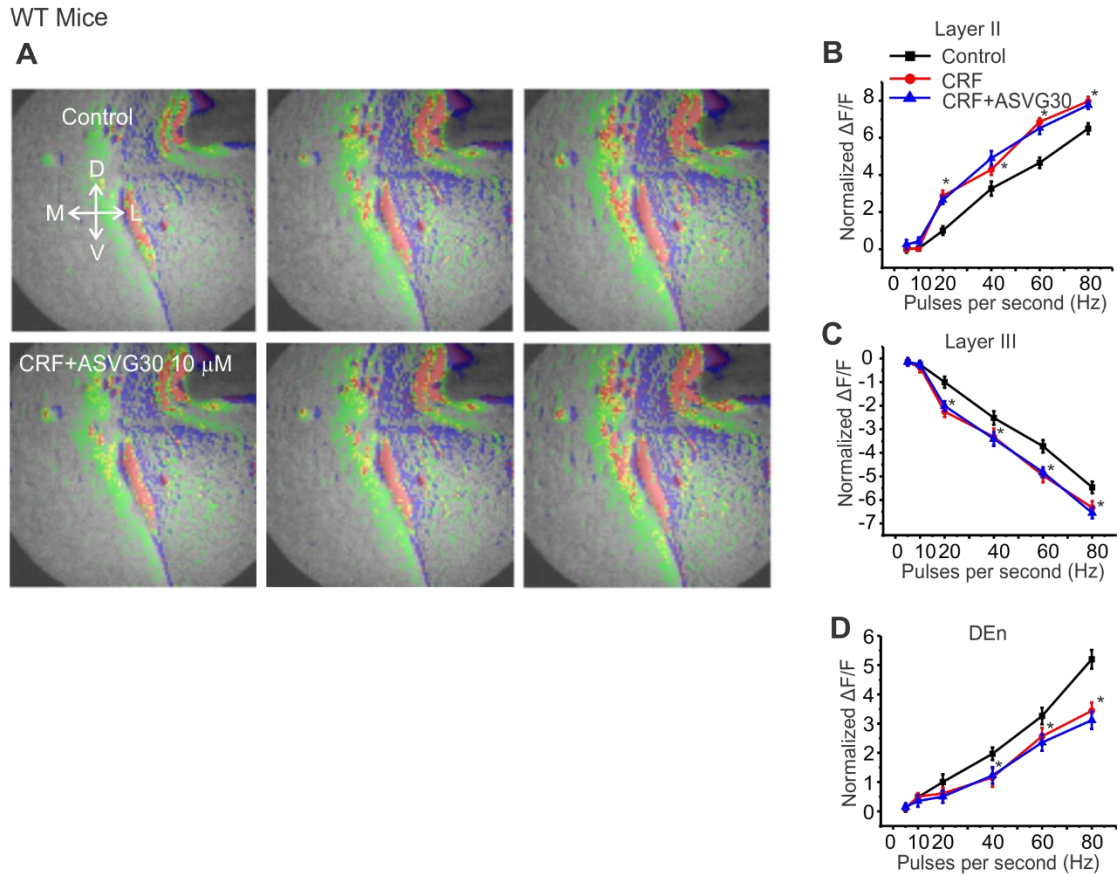 WT Mice
A
Control
D
M L
V
CRF+ASVG30 10 μM
B
Layer II
Control
CRF
CRF+ASVG30
Normalized ΔF/F
8
6
4
2
0
* * * *
0 10 20 40 60 80
Pulses per second (Hz)
C
Layer III
Normalized ΔF/F
0
-1
-2
-3
-4
-5
-6
-7
* * * *
0 10 20 40 60 80
Pulses per second (Hz)
D
DEn
Normalized ΔF/F
6
5
4
3
2
1
0
* * *
0 10 20 40 60 80
Pulses per second (Hz)